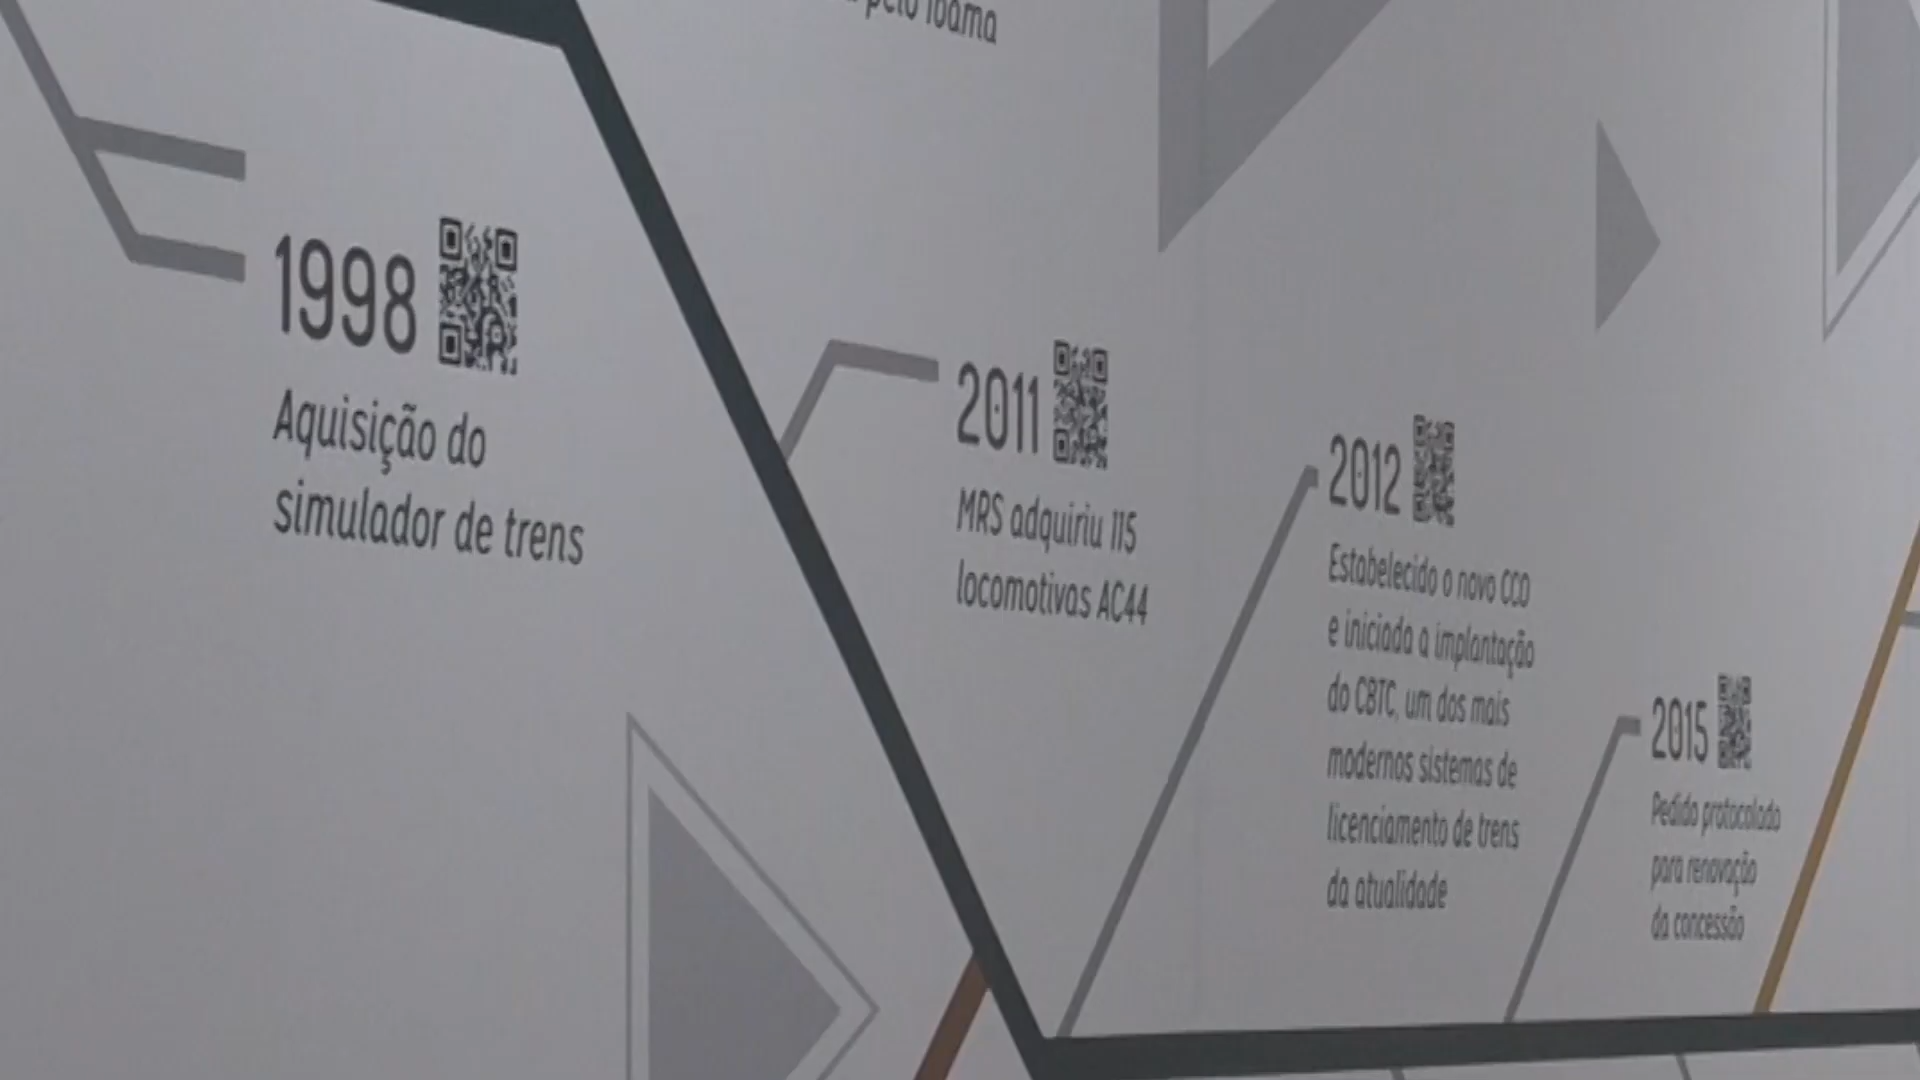 pelo Ibama
1998
Aquisição do
simulador de trens
2011
MRS adquiriu 115
locomotivas AC44
2012
Estabelecido o novo CCO
e iniciada a implantação
do CBTC, um dos mais
modernos sistemas de
licenciamento de trens
da atualidade
2015
Pedido protocolado
para renovação
da concessão